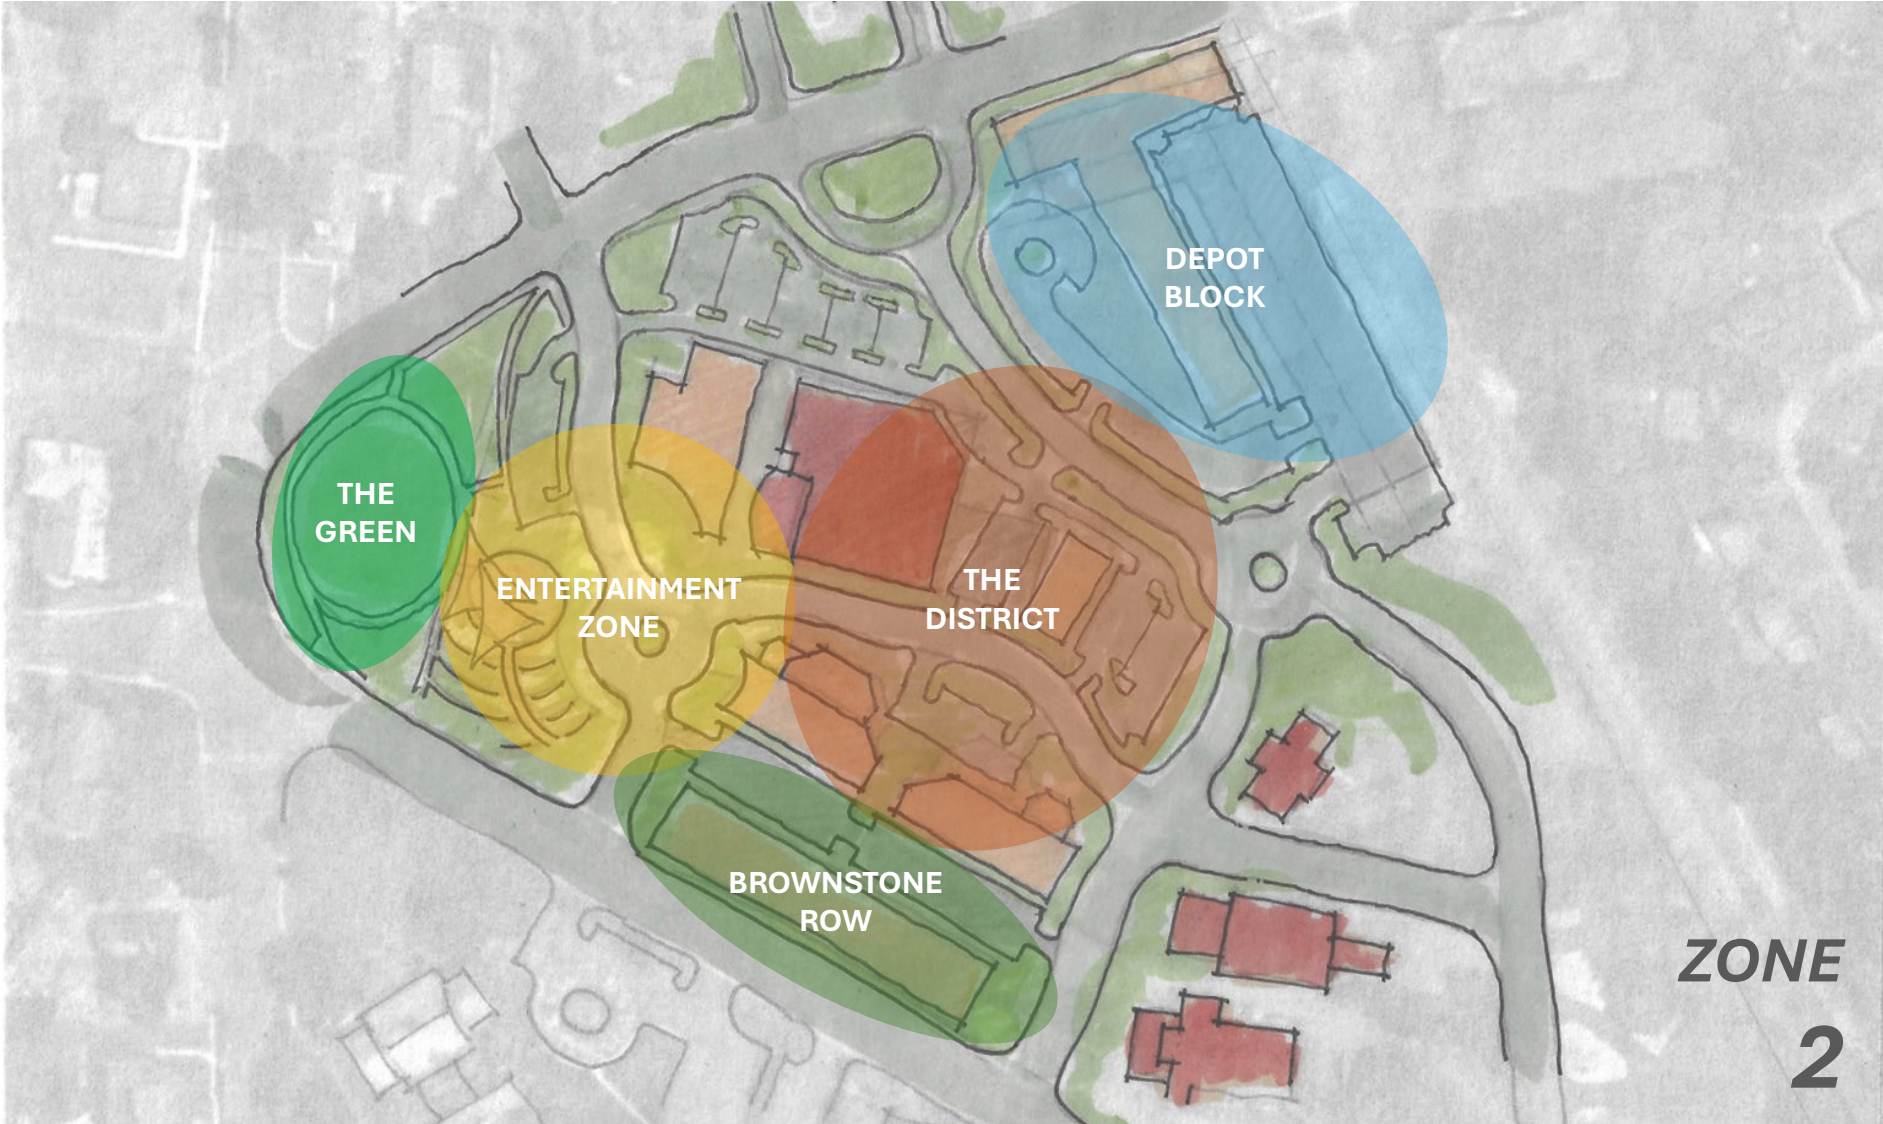 DEPOT
BLOCK
THE
GREEN
ENTERTAINMENT
ZONE
THE
DISTRICT
BROWNSTONE
ROW
ZONE
2